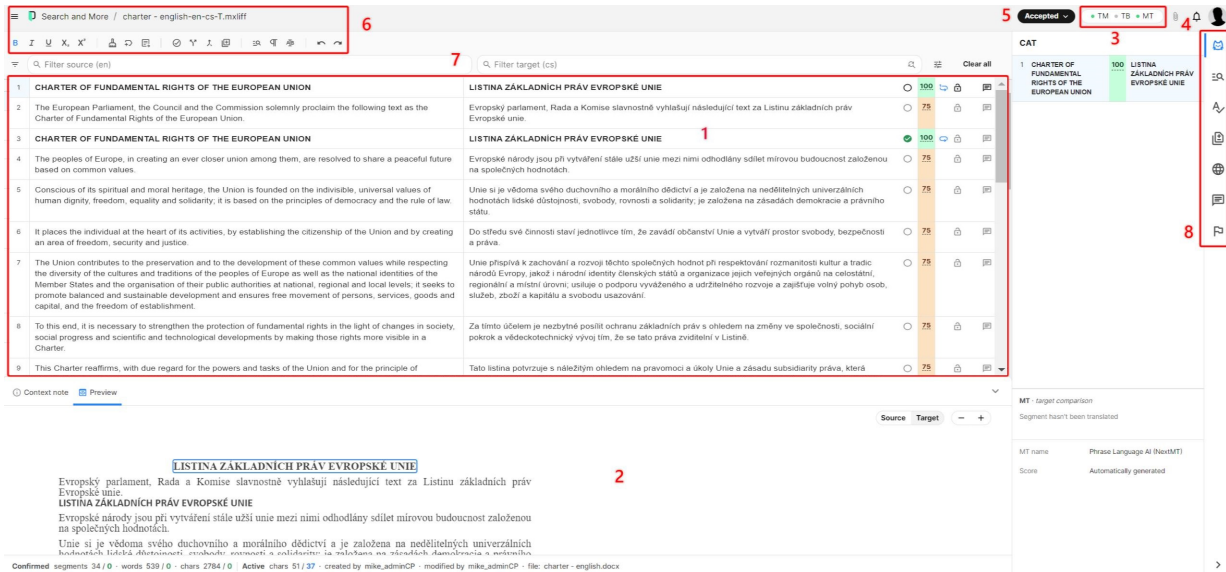 Search and More / charter - english-en-cs-T.mxliff
6
5
Accepted
TM TB MT
4
B I U X, X'
3
CAT
Filter source (en)
7
Filter target (cs)
Clear all
1 CHARTER OF FUNDAMENTAL RIGHTS OF THE EUROPEAN UNION
100
LISTINA ZÁKLADNÍCH PRÁV EVROPSKÉ UNIE
1 CHARTER OF FUNDAMENTAL RIGHTS OF THE EUROPEAN UNION LISTINA ZÁKLADNÍCH PRÁV EVROPSKÉ UNIE 100
2 The European Parliament, the Council and the Commission solemnly proclaim the following text as the
Charter of Fundamental Rights of the European Union.
Evropský parlament, Rada a Komise slavnostně vyhlašují následující text za Listinu základních práv
Evropské unie.
75
1
3 CHARTER OF FUNDAMENTAL RIGHTS OF THE EUROPEAN UNION LISTINA ZÁKLADNÍCH PRÁV EVROPSKÉ UNIE 100
4 The peoples of Europe, in creating an ever closer union among them, are resolved to share a peaceful future
based on common values.
Evropské národy jsou při vytváření stále užší unie mezi nimi odhodlány sdílet mírovou budoucnost založenou
na společných hodnotách.
75
5 Conscious of its spiritual and moral heritage, the Union is founded on the indivisible, universal values of
human dignity, freedom, equality and solidarity; it is based on the principles of democracy and the rule of law.
Unie si je vědoma svého duchovního a morálního dědictví a je založena na nedělitelných univerzálních
hodnotách lidské důstojnosti, svobody, rovnosti a solidarity; je založena na zásadách demokracie a právního
státu.
75
6 It places the individual at the heart of its activities, by establishing the citizenship of the Union and by creating
an area of freedom, security and justice.
Do středu své činnosti staví jednotlivce tím, že zavádí občanství Unie a vytváří prostor svobody, bezpečnosti
a práva.
75
8
7 The Union contributes to the preservation and to the development of these common values while respecting
the diversity of the cultures and traditions of the peoples of Europe as well as the national identities of the
Member States and the organisation of their public authorities at national, regional and local levels; it seeks to
promote balanced and sustainable development and ensures free movement of persons, services, goods and
capital, and the freedom of establishment.
Unie přispívá k zachování a rozvoji těchto společných hodnot při respektování rozmanitosti kultur a tradic
národů Evropy, jakož i národní identity členských států a organizace jejich veřejných orgánů na celostátní,
regionální a místní úrovni; usiluje o podporu vyváženého a udržitelného rozvoje a zajišťuje volný pohyb osob,
služeb, zboží a kapitálu a svobodu usazování.
75
8 To this end, it is necessary to strengthen the protection of fundamental rights in the light of changes in society,
social progress and scientific and technological developments by making those rights more visible in a
Charter.
Za tímto účelem je nezbytné posílit ochranu základních práv s ohledem na změny ve společnosti, sociální
pokrok a vědeckotechnický vývoj tím, že se tato práva zviditelní v Listině.
75
9 This Charter reaffirms, with due regard for the powers and tasks of the Union and for the principle of
Tato listina potvrzuje s náležitým ohledem na pravomoci a úkoly Unie a zásadu subsidiarity práva, která
75
Context note Preview
Source Target - +
MT - target comparison
Segment hasn't been translated
MT name Phrase Language AI (NextMT)
Score Automatically generated
LISTINA ZÁKLADNÍCH PRÁV EVROPSKÉ UNIE
2
Evropský parlament, Rada a Komise slavnostně vyhlašují následující text za Listinu základních práv
Evropské unie.
LISTINA ZÁKLADNÍCH PRÁV EVROPSKÉ UNIE
Evropské národy jsou při vytváření stále užší unie mezi nimi odhodlány sdílet mírovou budoucnost založenou
na společných hodnotách.
Unie si je vědoma svého duchovního a morálního dědictví a je založena na nedělitelných univerzálních
hodnotách lidské důstojnosti, svobody, rovnosti a solidarity; je založena na zásadách demokracie a právního
Confirmed segments 34 / 0 - words 539 / 0 - chars 2784 / 0 | Active chars 51 / 37 - created by mike_adminCP - modified by mike_adminCP - file: charter - english.docx